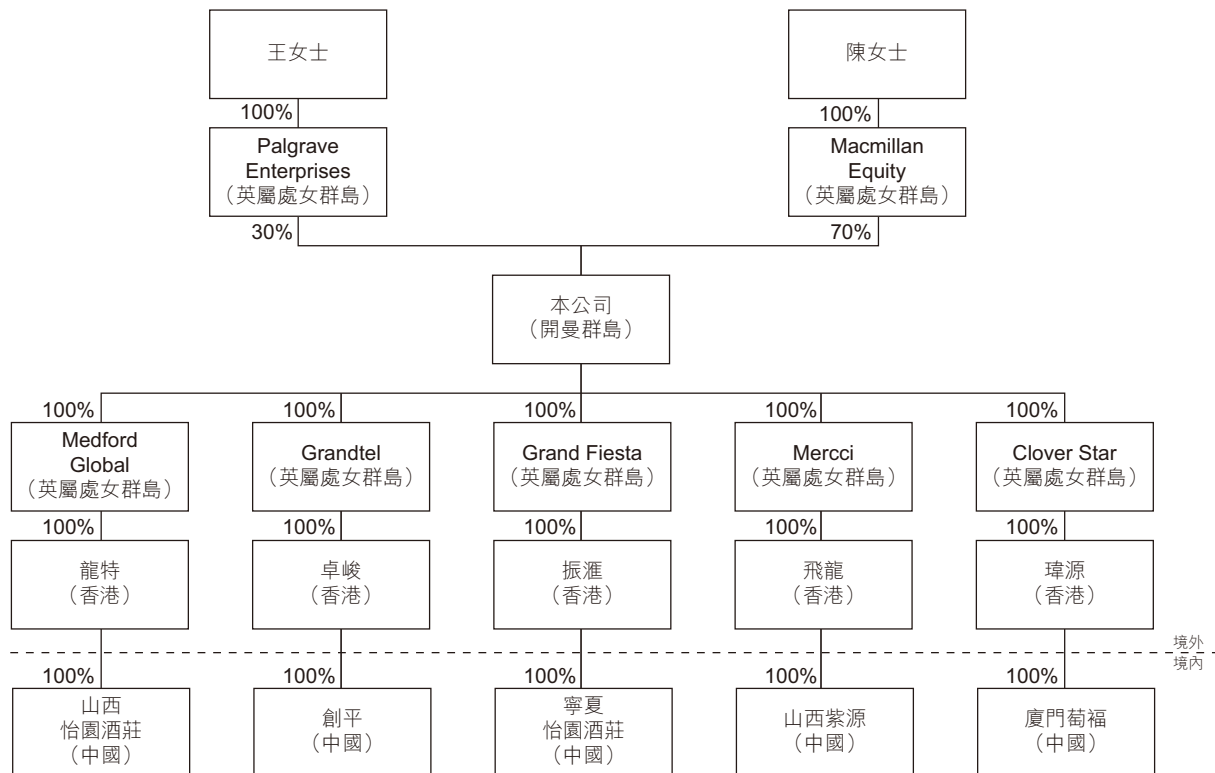 王女士
陳女士
100%
100%
Palgrave
Enterprises
（英屬處女群島）
Macmillan
Equity
（英屬處女群島）
30%
70%
本公司
（開曼群島）
100%
100%
100%
100%
100%
Medford
Global
（英屬處女群島）
Grandtel
（英屬處女群島）
Grand Fiesta
（英屬處女群島）
Mercci
（英屬處女群島）
Clover Star
（英屬處女群島）
100%
100%
100%
100%
100%
龍特
（香港）
卓峻
（香港）
振滙
（香港）
飛龍
（香港）
瑋源
（香港）
境外
境內
100%
100%
100%
100%
100%
山西
怡園酒莊
（中國）
創平
（中國）
寧夏
怡園酒莊
（中國）
山西紫源
（中國）
廈門萄福
（中國）